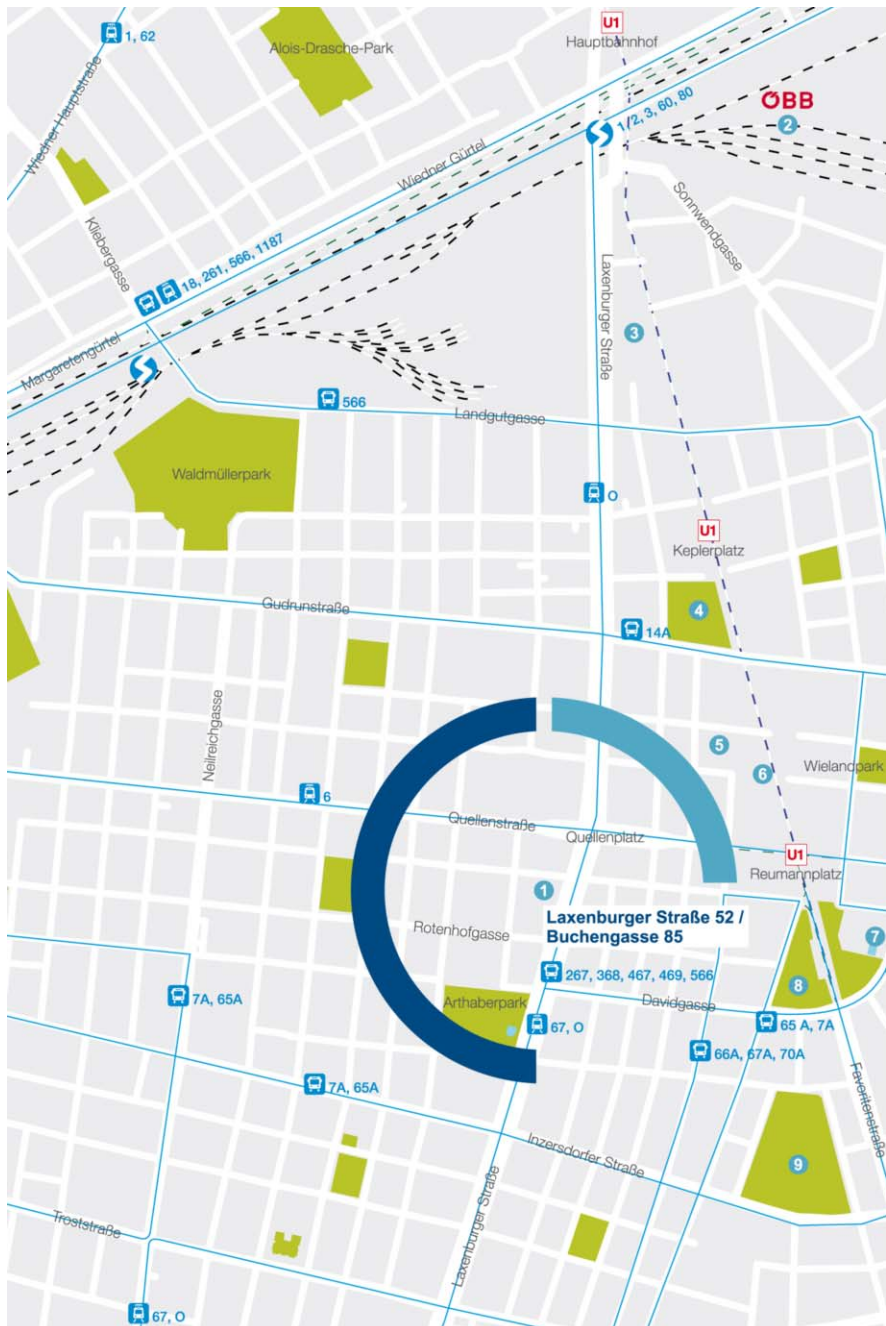 U1
Hauptbahnhof
1, 62
Alois-Drasche-Park
Wiedner Hauptstraße
ÖBB
2
1, 2, 3, 60, 80
Wiedner Gürtel
Kliebergasse
Sonnwendgasse
18, 261, 566, 1187
Laxenburger Straße
3
Margaretengürtel
566
Landgutgasse
Waldmüllerpark
O
U1
Keplerplatz
Gudrunstraße
4
14A
Neilreichgasse
5
6
Wielandpark
6
Quellenstraße
Quellenplatz
U1
Reumannplatz
1
Laxenburger Straße 52 /
Buchengasse 85
Rotenhofgasse
7
267, 368, 467, 469, 566
8
7A, 65A
Arthaberpark
Davidgasse
67, O
65 A, 7A
66A, 67A, 70A
7A, 65A
Favoritenstraße
Inzersdorfer Straße
9
Laxenburger Straße
Troststraße
67, O